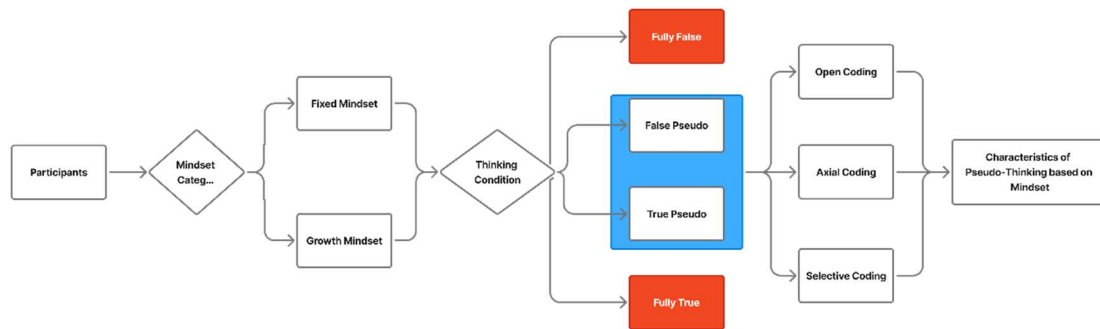 Participants
Mindset
Categ...
Fixed Mindset
Growth Mindset
Thinking
Condition
Fully False
False Pseudo
True Pseudo
Fully True
Open Coding
Axial Coding
Selective Coding
Characteristics of
Pseudo-Thinking based on
Mindset